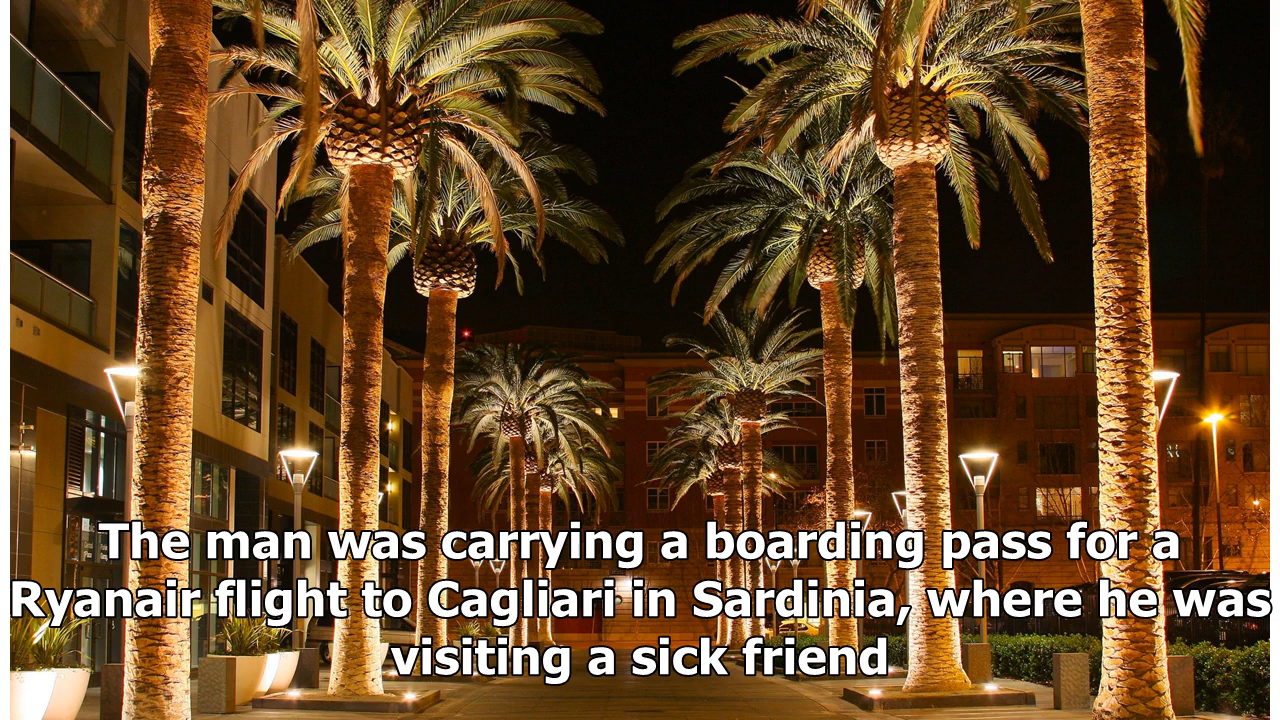 The man was carrying a boarding pass for a
Ryanair flight to Cagliari in Sardinia, where he was
visiting a sick friend